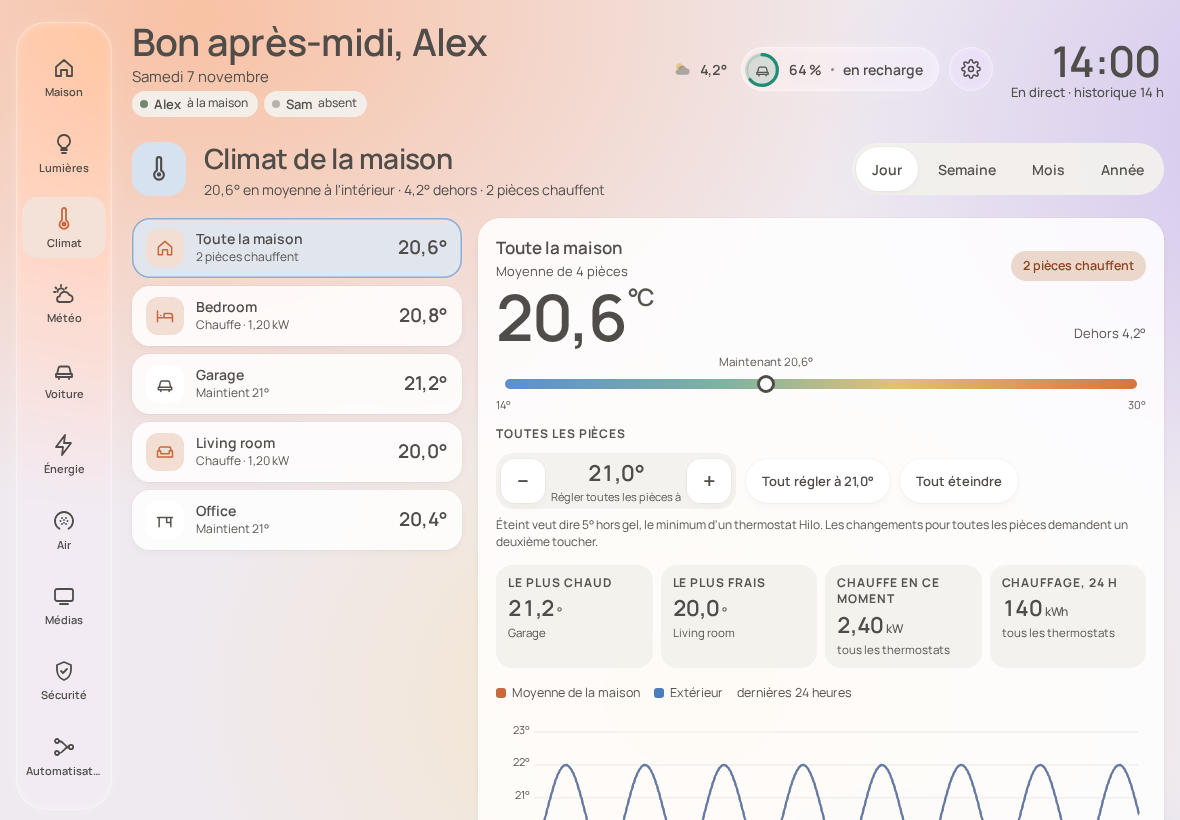 Bon après-midi, Alex
Samedi 7 novembre
Alex à la maison
Sam absent
4,2°
64 % · en recharge
14:00
En direct · historique 14 h
Maison
Lumières
Climat
Météo
Voiture
Énergie
Air
Médias
Sécurité
Automatisat...
Climat de la maison
20,6° en moyenne à l'intérieur · 4,2° dehors · 2 pièces chauffent
Jour
Semaine
Mois
Année
Toute la maison
2 pièces chauffent
20,6°
Bedroom
Chauffe · 1,20 kW
20,8°
Garage
Maintient 21°
21,2°
Living room
Chauffe · 1,20 kW
20,0°
Office
Maintient 21°
20,4°
Toute la maison
Moyenne de 4 pièces
20,6 °C
2 pièces chauffent
Dehors 4,2°
Maintenant 20,6°
14°
30°
TOUTES LES PIÈCES
−
21,0°
Régler toutes les pièces à
+
Tout régler à 21,0°
Tout éteindre
Éteint veut dire 5° hors gel, le minimum d'un thermostat Hilo. Les changements pour toutes les pièces demandent un
deuxième toucher.
LE PLUS CHAUD
21,2°
Garage
LE PLUS FRAIS
20,0°
Living room
CHAUFFE EN CE
MOMENT
2,40 kW
tous les thermostats
CHAUFFAGE, 24 H
140 kWh
tous les thermostats
Moyenne de la maison
Extérieur
dernières 24 heures
23°
22°
21°